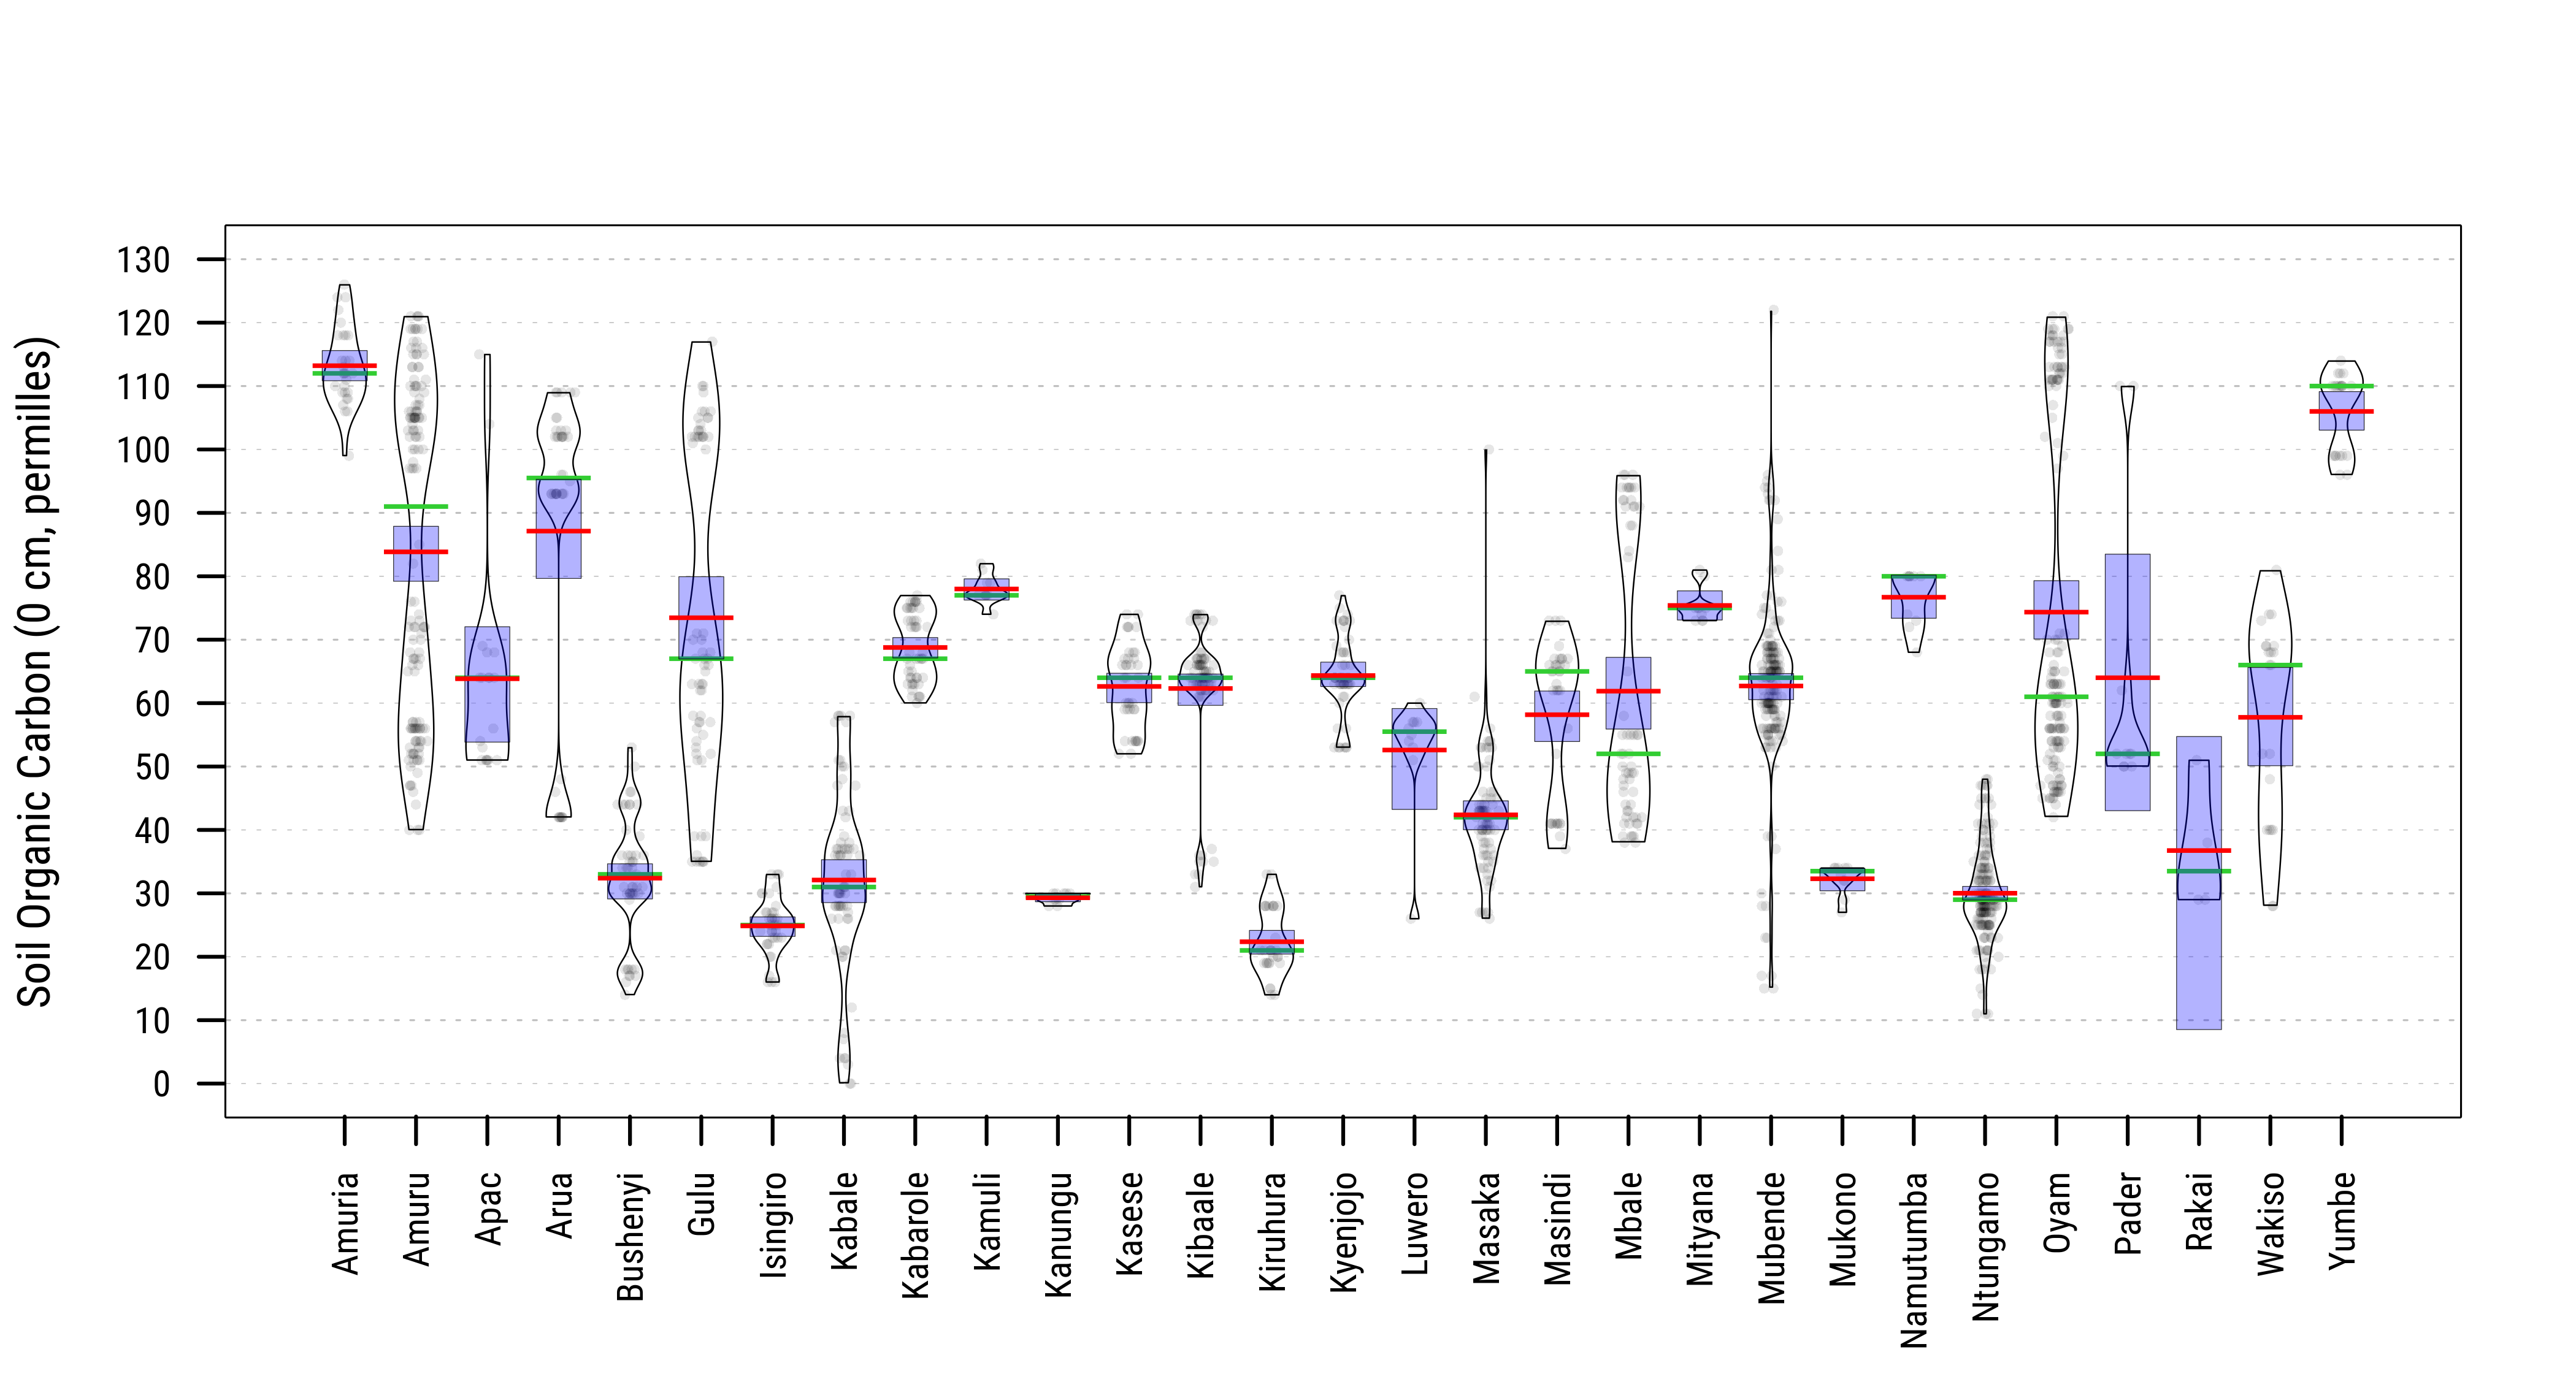 Soil Organic Carbon (0 cm, permilles)
130
120
110
100
90
80
70
60
50
40
30
20
10
0
Amuria
Amuru
Apac
Arua
Bushenyi
Gulu
Isingiro
Kabale
Kabarole
Kamuli
Kanungu
Kasese
Kibaale
Kiruhura
Kyenjojo
Luwero
Masaka
Masindi
Mbale
Mityana
Mubende
Mukono
Namutumba
Ntungamo
Oyam
Pader
Rakai
Wakiso
Yumbe